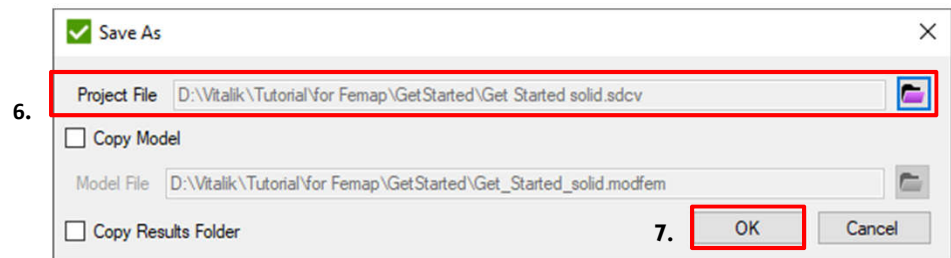 Save As
6.
Project File D:\Vitalik\Tutorial\for Femap\GetStarted\Get Started solid.sdcv
Copy Model
Model File D:\Vitalik\Tutorial\for Femap\GetStarted\Get_Started_solid.modfem
Copy Results Folder 7. OK Cancel